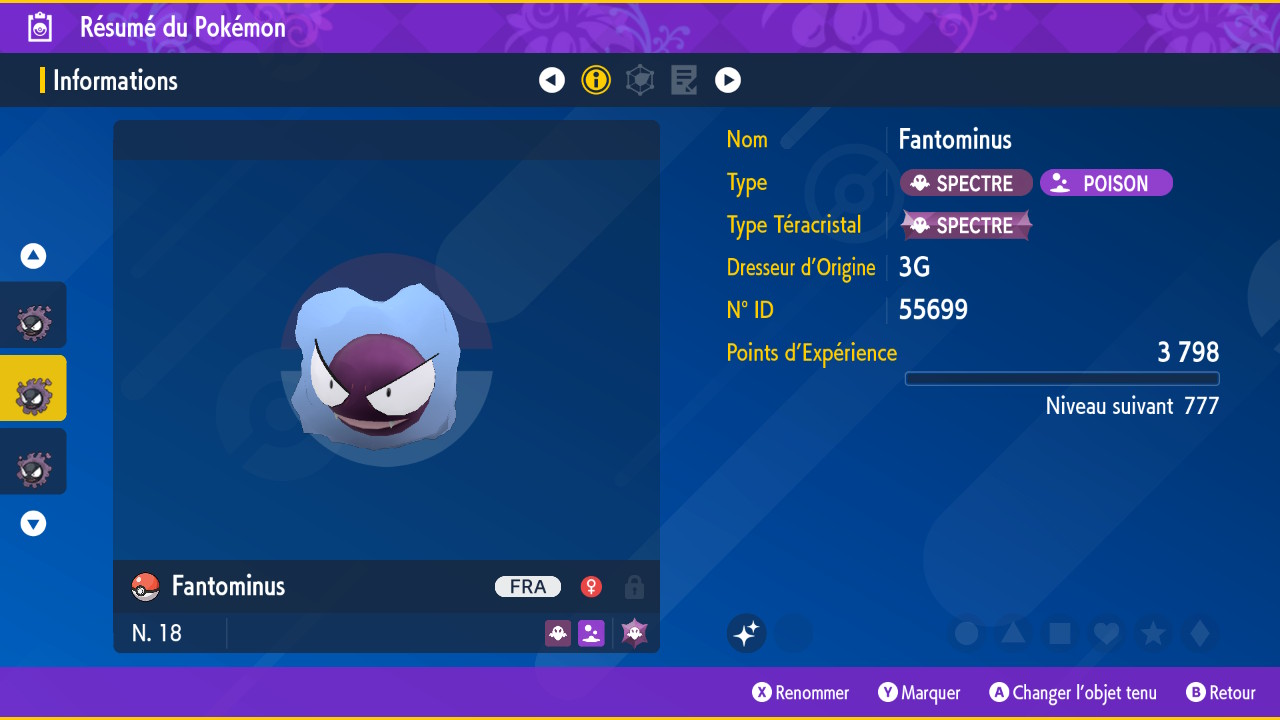 Résumé du Pokémon
Informations
Nom Fantominus
Type SPECTRE POISON
Type Téracristal SPECTRE
Dresseur d'Origine 3G
N° ID 55699
Points d'Expérience 3 798
Niveau suivant 777
Fantominus FRA
N. 18
X Renommer Y Marquer A Changer l'objet tenu B Retour